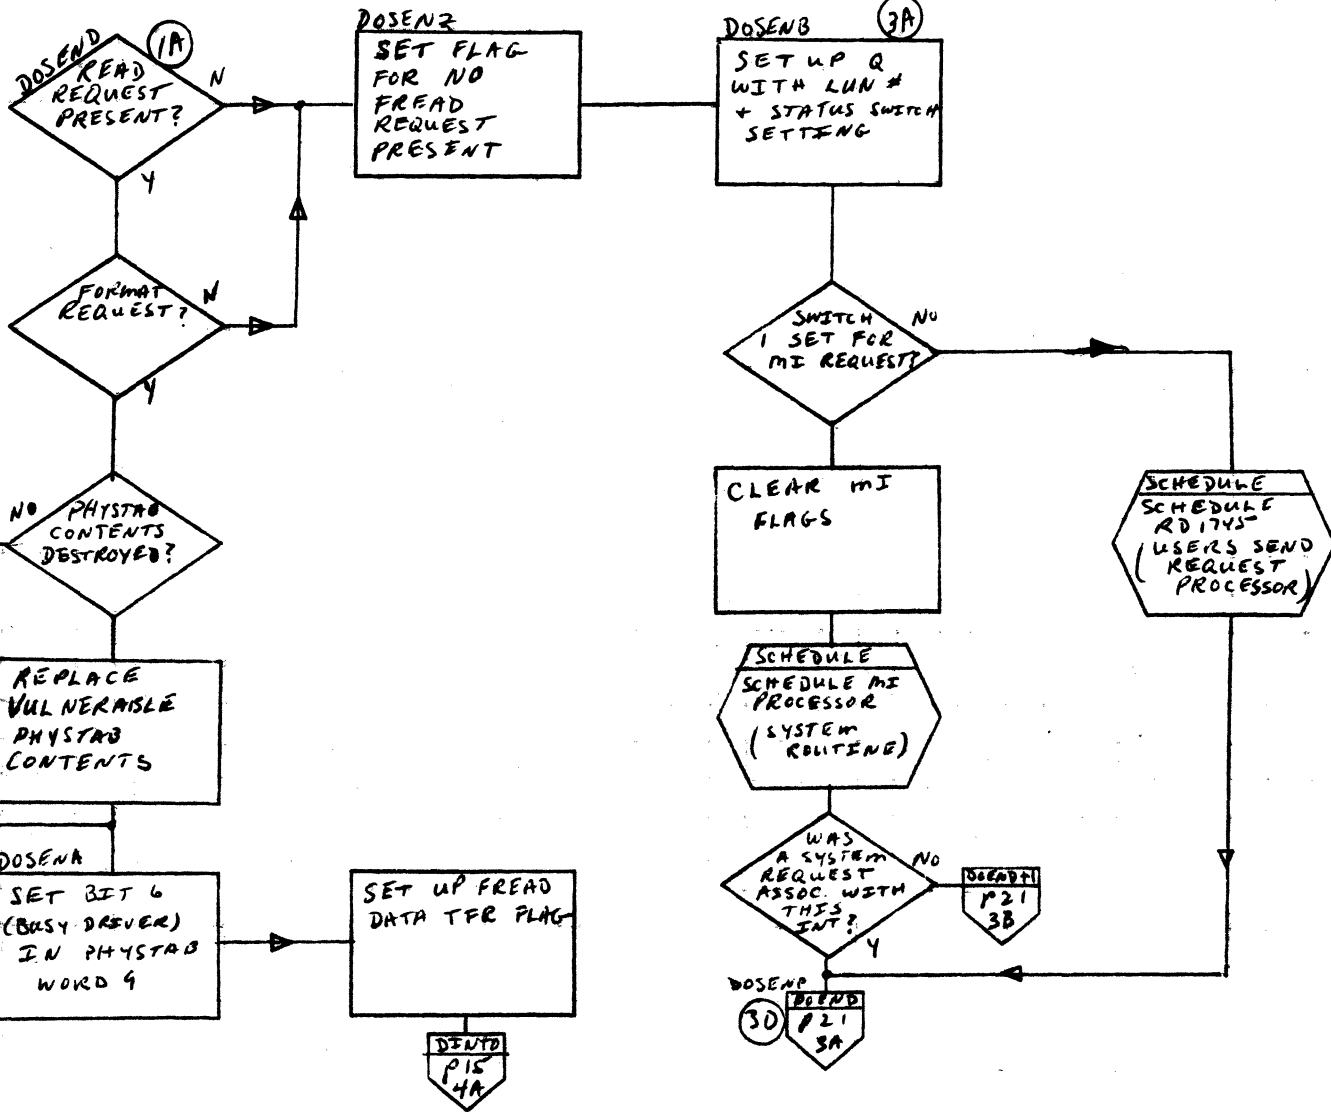 DOSEND
1A
READ
REQUEST
PRESENT?
N
Y
FORMAT
REQUEST?
N
Y
NO
PHYSTAB
CONTENTS
DESTROYED?
REPLACE
VULNERABLE
PHYSTAB
CONTENTS
DOSENA
SET BIT 6
(BUSY DRIVER)
IN PHYSTAB
WORD 9
DOSENZ
SET FLAG
FOR NO
FREAD
REQUEST
PRESENT
SET UP FREAD
DATA TFR FLAG
DINTO
P15
4A
DOSENB
3A
SET UP Q
WITH LUN #
+ STATUS SWITCH
SETTING
SWITCH
1 SET FOR
MI REQUEST?
NO
CLEAR MI
FLAGS
SCHEDULE
SCHEDULE MI
PROCESSOR
(SYSTEM
ROUTINE)
WAS
A SYSTEM
REQUEST
ASSOC. WITH
THIS
INT?
NO
Y
DOEND+1
P21
3B
DOSENP
3D
DOEND
P21
3A
SCHEDULE
SCHEDULE
RD1745
(USERS SEND
REQUEST
PROCESSOR)